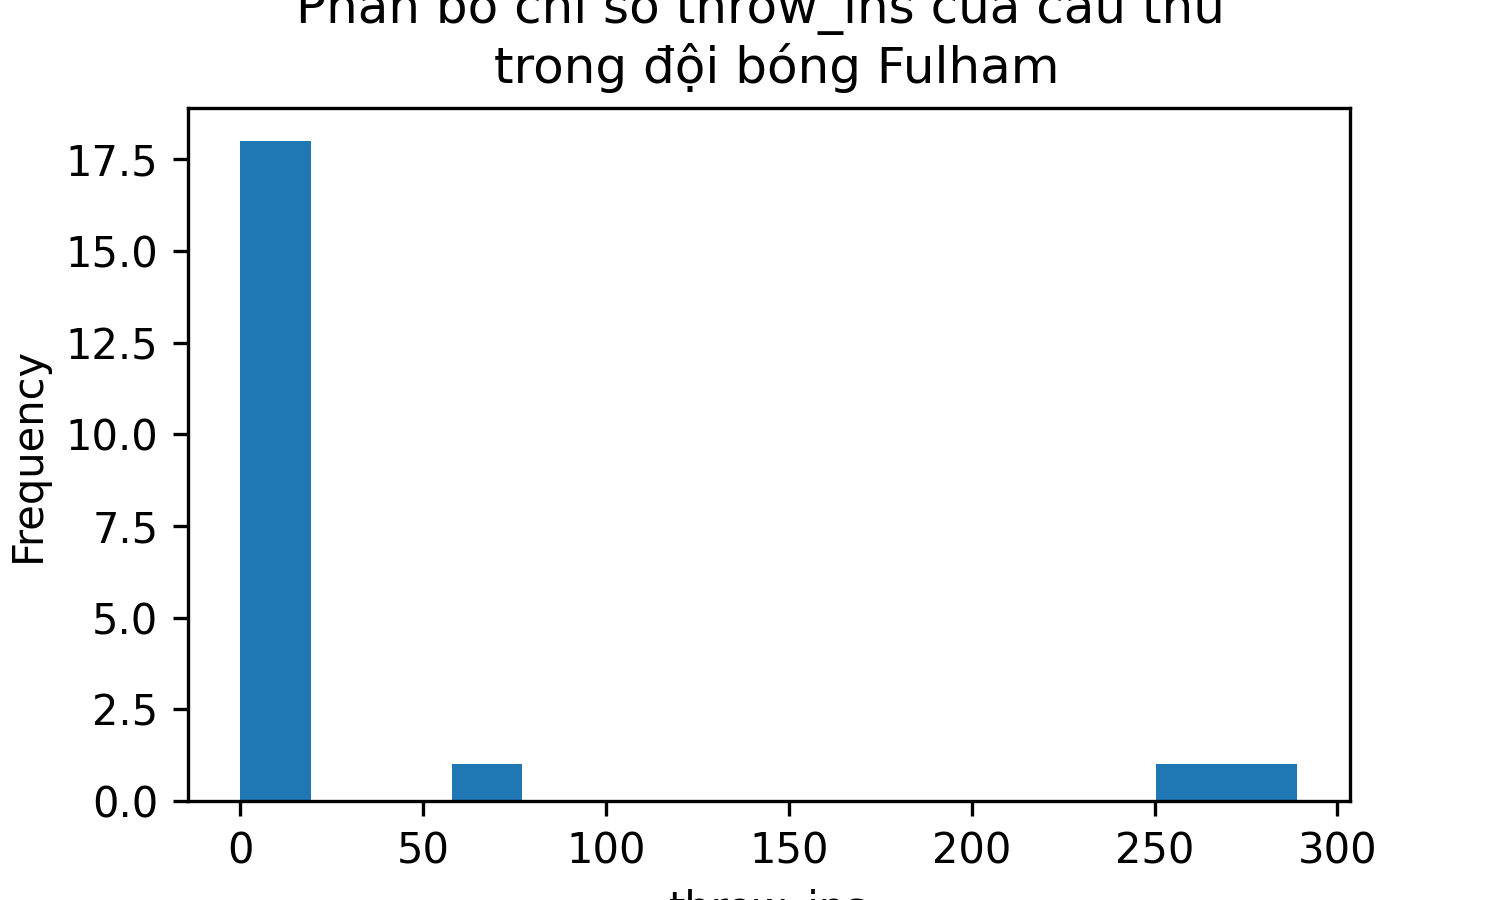 Phân bố chỉ số throw_ins của cầu thủ
trong đội bóng Fulham
17.5
15.0
12.5
10.0
7.5
5.0
2.5
0.0
Frequency
0 50 100 150 200 250 300
throw_ins